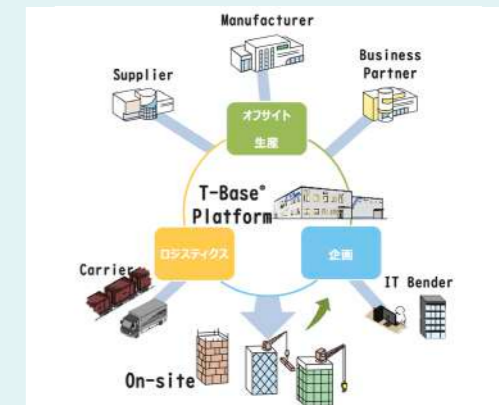 Manufacturer
Supplier
Business
Partner
オフサイト
生産
T-Base®
Platform
ロジスティクス
企画
Carrier
IT Bender
On-site